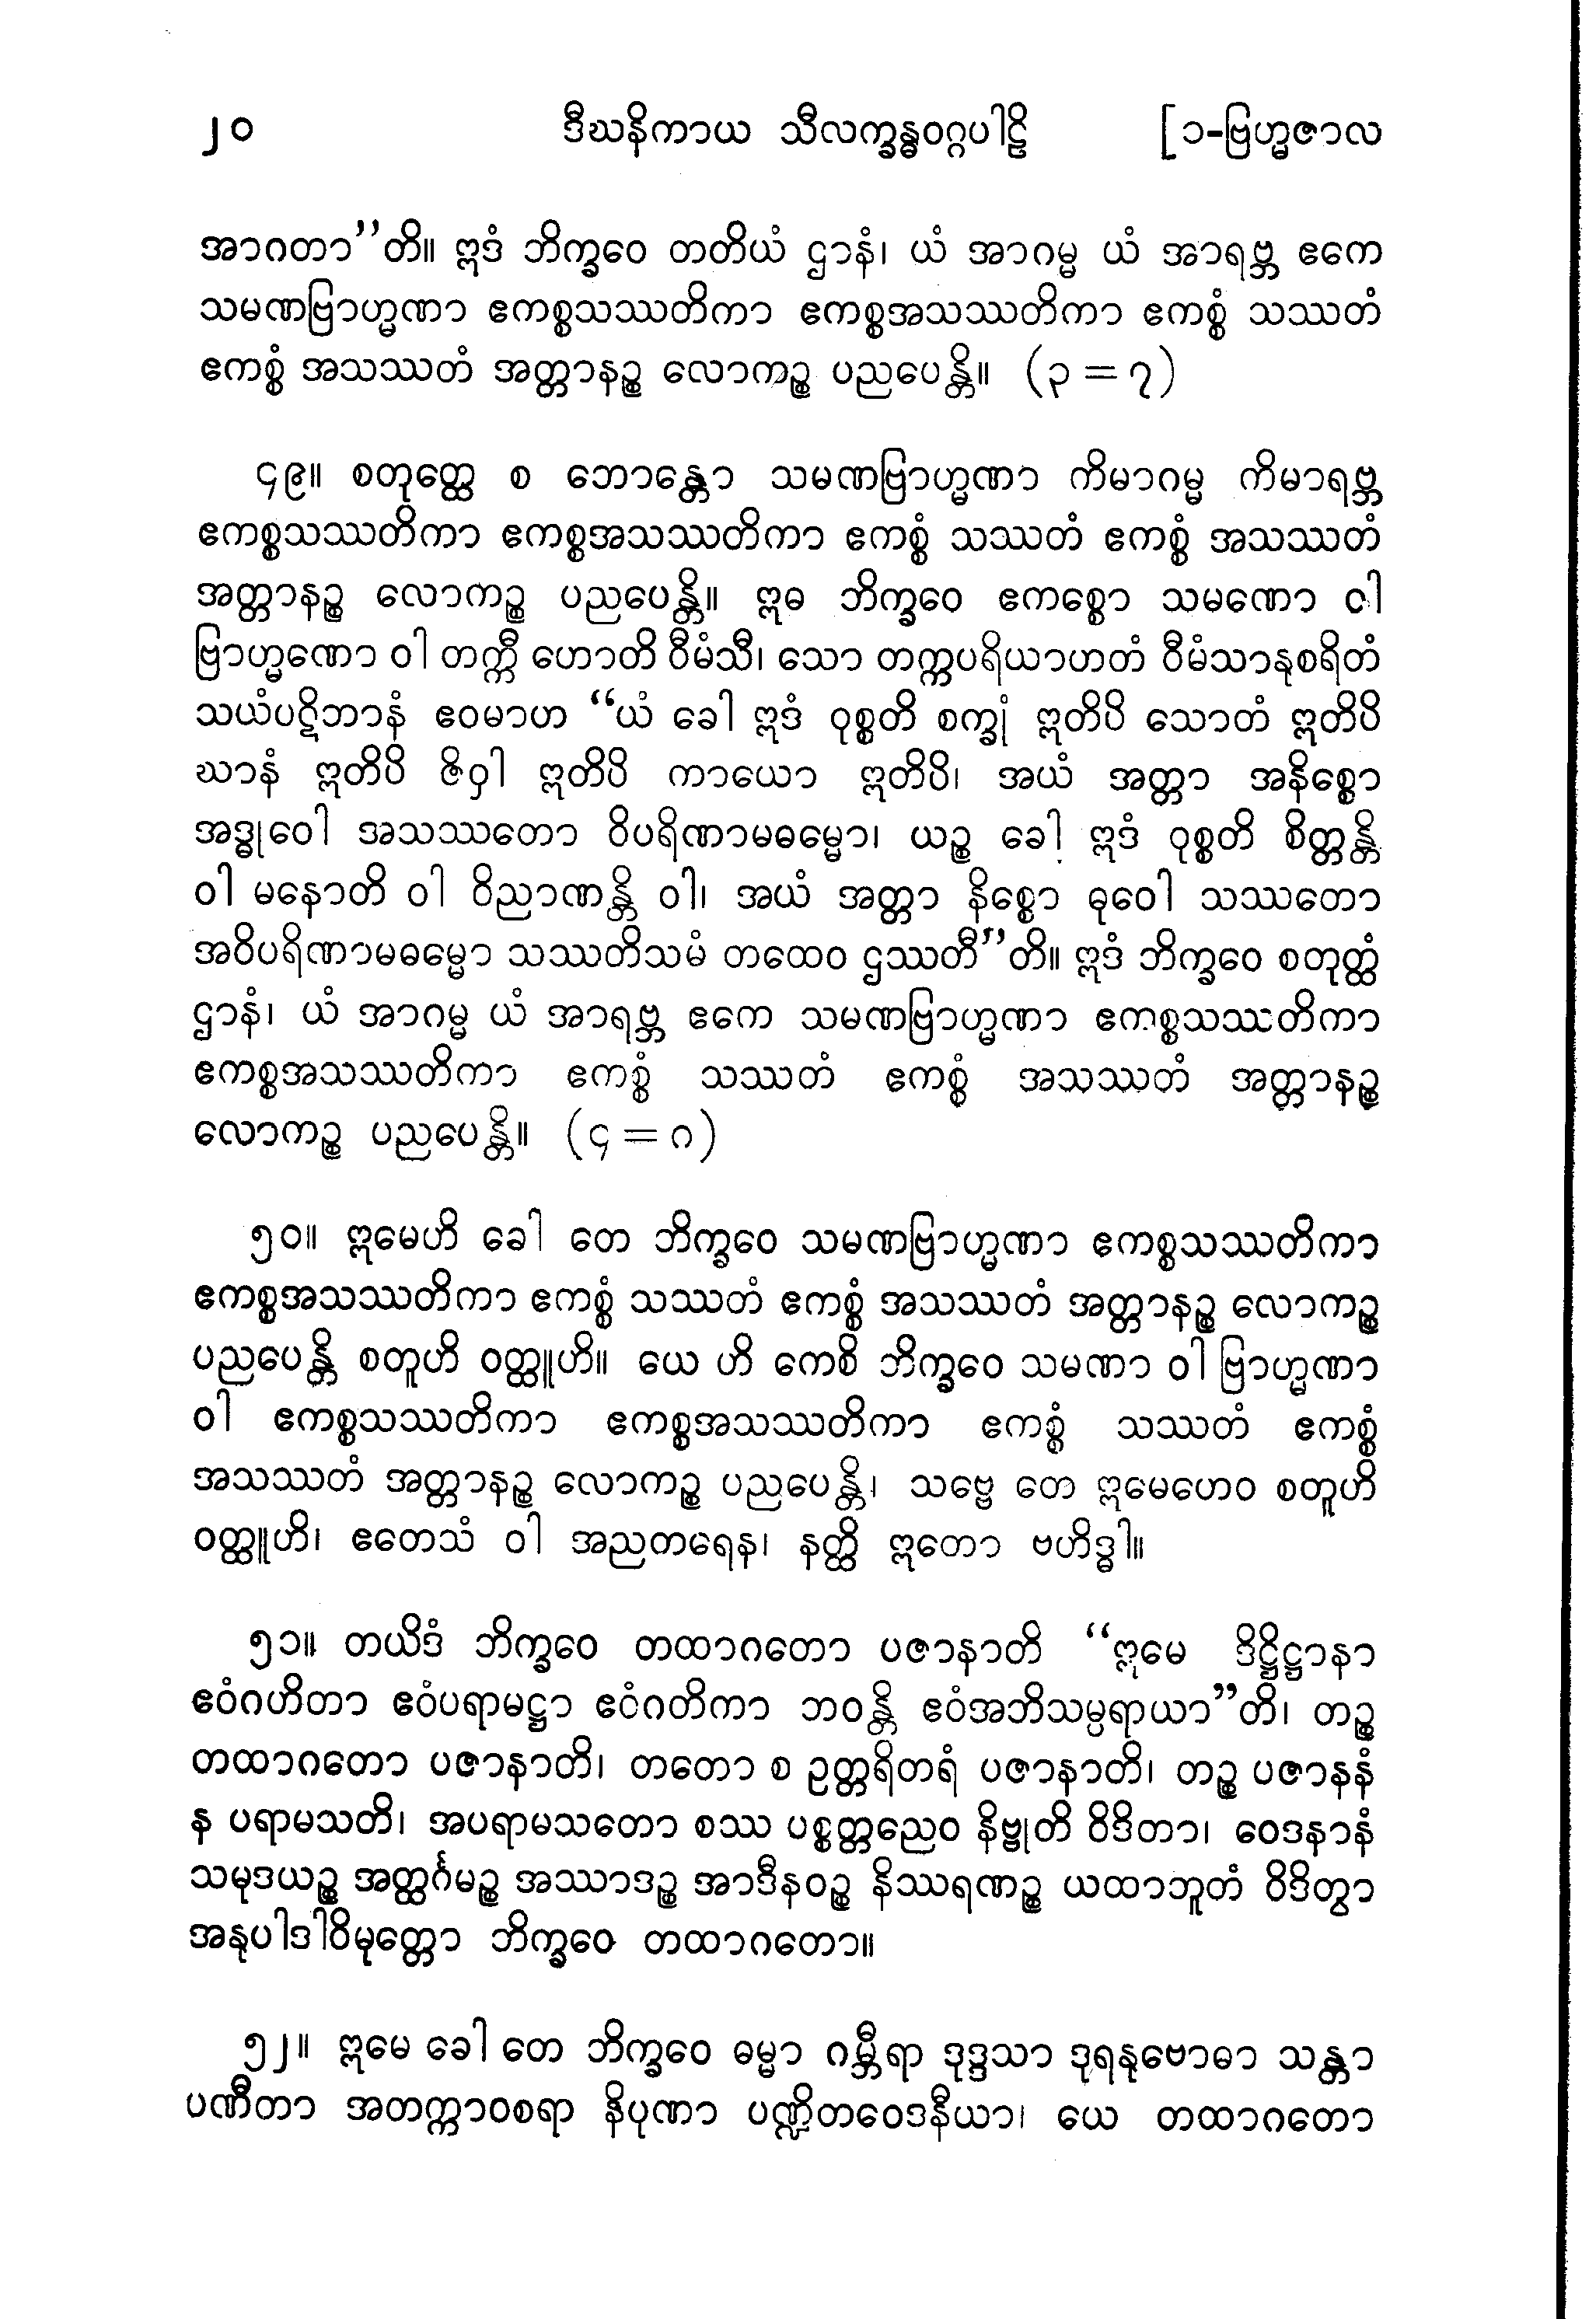 ၂၀ ဒီဃနိကာယ သီလက္ခန္ဓဝဂ္ဂပါဠိ [၁-ဗြဟ္မဇာလ
အာဂတာ”တိ။ ဣဒံ ဘိက္ခဝေ တတိယံ ဌာနံ၊ ယံ အာဂမ္မ ယံ အာရဗ္ဘ ဧကေ
သမဏဗြာဟ္မဏာ ဧကစ္စသဿတိကာ ဧကစ္စအသဿတိကာ ဧကစ္စံ သဿတံ
ဧကစ္စံ အသဿတံ အတ္တာနဉ္စ လောကဉ္စ ပညပေန္တိ။ (၃ = ၇)
၄၉။ စတုတ္ထေ စ ဘောန္တော သမဏဗြာဟ္မဏာ ကိမာဂမ္မ ကိမာရဗ္ဘ
ဧကစ္စသဿတိကာ ဧကစ္စအသဿတိကာ ဧကစ္စံ သဿတံ ဧကစ္စံ အသဿတံ
အတ္တာနဉ္စ လောကဉ္စ ပညပေန္တိ။ ဣဓ ဘိက္ခဝေ ဧကစ္စော သမဏော ဝါ
ဗြာဟ္မဏော ဝါ တက္ကီ ဟောတိ ဝီမံသီ၊ သော တက္ကပရိယာဟတံ ဝီမံသာနုစရိတံ
သယံပဋိဘာနံ ဧဝမာဟ “ယံ ခေါ ဣဒံ ဝုစ္စတိ စက္ခုံ ဣတိပိ သောတံ ဣတိပိ
ဃာနံ ဣတိပိ ဇိဝှါ ဣတိပိ ကာယော ဣတိပိ၊ အယံ အတ္တာ အနိစ္စော
အဒ္ဓုဝေါ အသဿတော ဝိပရိဏာမဓမ္မော၊ ယဉ္စ ခေါ ဣဒံ ဝုစ္စတိ စိတ္တန္တိ
ဝါ မနောတိ ဝါ ဝိညာဏန္တိ ဝါ၊ အယံ အတ္တာ နိစ္စော ဓုဝေါ သဿတော
အဝိပရိဏာမဓမ္မော သဿတိသမံ တထေဝ ဌဿတီ”တိ။ ဣဒံ ဘိက္ခဝေ စတုတ္ထံ
ဌာနံ၊ ယံ အာဂမ္မ ယံ အာရဗ္ဘ ဧကေ သမဏဗြာဟ္မဏာ ဧကစ္စသဿတိကာ
ဧကစ္စအသဿတိကာ ဧကစ္စံ သဿတံ ဧကစ္စံ အသဿတံ အတ္တာနဉ္စ
လောကဉ္စ ပညပေန္တိ။ (၄ = ဂ)
၅၀။ ဣမေဟိ ခေါ တေ ဘိက္ခဝေ သမဏဗြာဟ္မဏာ ဧကစ္စသဿတိကာ
ဧကစ္စအသဿတိကာ ဧကစ္စံ သဿတံ ဧကစ္စံ အသဿတံ အတ္တာနဉ္စ လောကဉ္စ
ပညပေန္တိ စတူဟိ ဝတ္ထူဟိ။ ယေ ဟိ ကေစိ ဘိက္ခဝေ သမဏာ ဝါ ဗြာဟ္မဏာ
ဝါ ဧကစ္စသဿတိကာ ဧကစ္စအသဿတိကာ ဧကစ္စံ သဿတံ ဧကစ္စံ
အသဿတံ အတ္တာနဉ္စ လောကဉ္စ ပညပေန္တိ၊ သဗ္ဗေ တေ ဣမေဟေဝ စတူဟိ
ဝတ္ထူဟိ၊ ဧတေသံ ဝါ အညတရေန၊ နတ္ထိ ဣတော ဗဟိဒ္ဓါ။
၅၁။ တယိဒံ ဘိက္ခဝေ တထာဂတော ပဇာနာတိ “ဣမေ ဒိဋ္ဌိဋ္ဌာနာ
ဧဝံဂဟိတာ ဧဝံပရာမဋ္ဌာ ဧဝံဂတိကာ ဘဝန္တိ ဧဝံအဘိသမ္ပရာယာ”တိ၊ တဉ္စ
တထာဂတော ပဇာနာတိ၊ တတော စ ဥတ္တရိတရံ ပဇာနာတိ၊ တဉ္စ ပဇာနနံ
န ပရာမသတိ၊ အပရာမသတော စဿ ပစ္စတ္တညေဝ နိဗ္ဗုတိ ဝိဒိတာ၊ ဝေဒနာနံ
သမုဒယဉ္စ အတ္ထင်္ဂမဉ္စ အဿာဒဉ္စ အာဒီနဝဉ္စ နိဿရဏဉ္စ ယထာဘူတံ ဝိဒိတွာ
အနုပါဒါဝိမုတ္တော ဘိက္ခဝေ တထာဂတော။
၅၂။ ဣမေ ခေါ တေ ဘိက္ခဝေ ဓမ္မာ ဂမ္ဘီရာ ဒုဒ္ဒသာ ဒုရနုဗောဓာ သန္တာ
ပဏီတာ အတက္ကာဝစရာ နိပုဏာ ပဏ္ဍိတဝေဒနီယာ၊ ယေ တထာဂတော